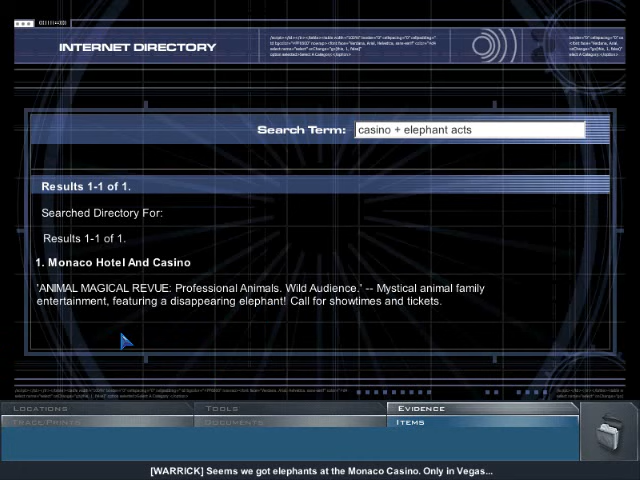 INTERNET DIRECTORY
Search Term:
casino + elephant acts
Results 1-1 of 1.
Searched Directory For:
Results 1-1 of 1.
1. Monaco Hotel And Casino
'ANIMAL MAGICAL REVUE: Professional Animals. Wild Audience.' -- Mystical animal family
entertainment, featuring a disappearing elephant! Call for showtimes and tickets.
LOCATIONS
TOOLS
EVIDENCE
TRACE/PRINTS
DOCUMENTS
ITEMS
[WARRICK] Seems we got elephants at the Monaco Casino. Only in Vegas...